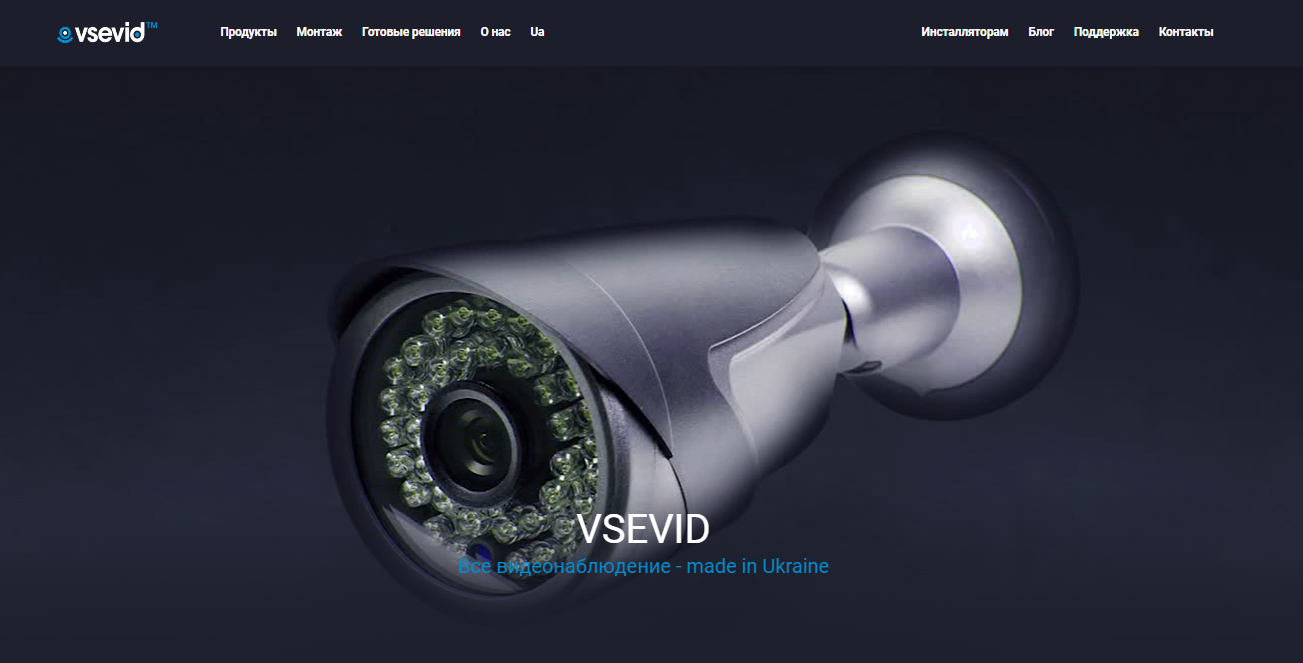 vsevid™
Продукты Монтаж Готовые решения О нас Ua Инсталляторам Блог Поддержка Контакты
VSEVID
Все видеонаблюдение - made in Ukraine